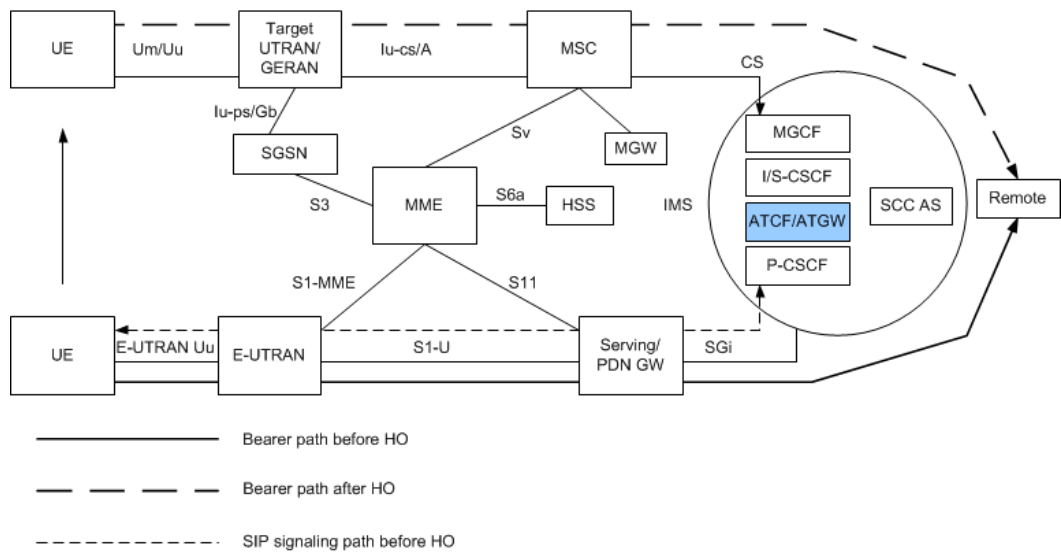 UE
Um/Uu
Target
UTRAN/
GERAN
Iu-cs/A
MSC
CS
Iu-ps/Gb
Sv
MGCF
SGSN
MGW
I/S-CSCF
S3
MME
S6a
HSS
IMS
ATCF/ATGW
SCC AS
Remote
P-CSCF
S1-MME
S11
UE
E-UTRAN Uu
E-UTRAN
S1-U
Serving/
PDN GW
SGi
Bearer path before HO
Bearer path after HO
SIP signaling path before HO